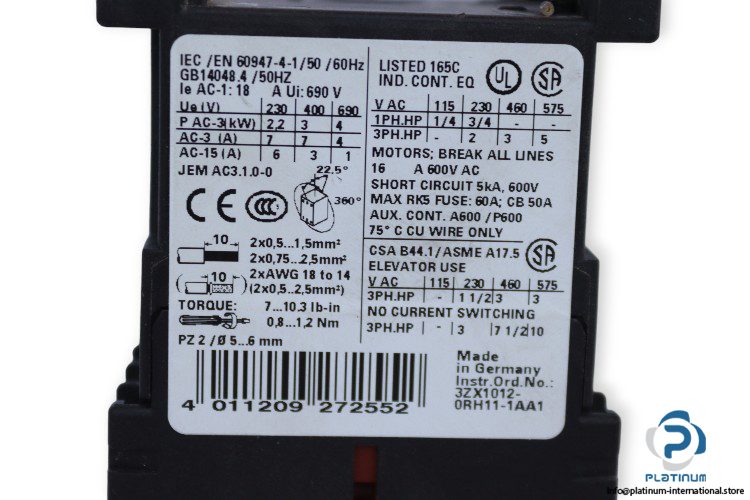 IEC /EN 60947-4-1/50 /60Hz
GB14048.4 /50HZ
Ie AC-1: 18 A Ui: 690 V
Ue (V) 230 400 690
P AC-3(kW) 2,2 3 4
AC-3 (A) 7 7 4
AC-15 (A) 6 3 1
JEM AC3.1.0-0
22.5°
360°
CE CCC
10 2x0,5...1,5mm²
2x0,75...2,5mm²
10 2xAWG 18 to 14
(2x0,5...2,5mm²)
TORQUE: 7...10.3 lb-in
0,8...1,2 Nm
PZ 2 / Ø 5...6 mm
LISTED 165C
IND. CONT. EQ
UL SA
V AC 115 230 460 575
1PH.HP 1/4 3/4 - -
3PH.HP - 2 3 5
MOTORS; BREAK ALL LINES
16 A 600V AC
SHORT CIRCUIT 5kA, 600V
MAX RK5 FUSE: 60A; CB 50A
AUX. CONT. A600 /P600
75° C CU WIRE ONLY
CSA B44.1/ASME A17.5
ELEVATOR USE
SA
V AC 115 230 460 575
3PH.HP - 1 1/2 3 3
NO CURRENT SWITCHING
3PH.HP - 3 7 1/2 10
4 011209 272552
Made
in Germany
Instr.Ord.No.:
3ZX1012-
0RH11-1AA1
PLATINUM
info@platinum-international.store